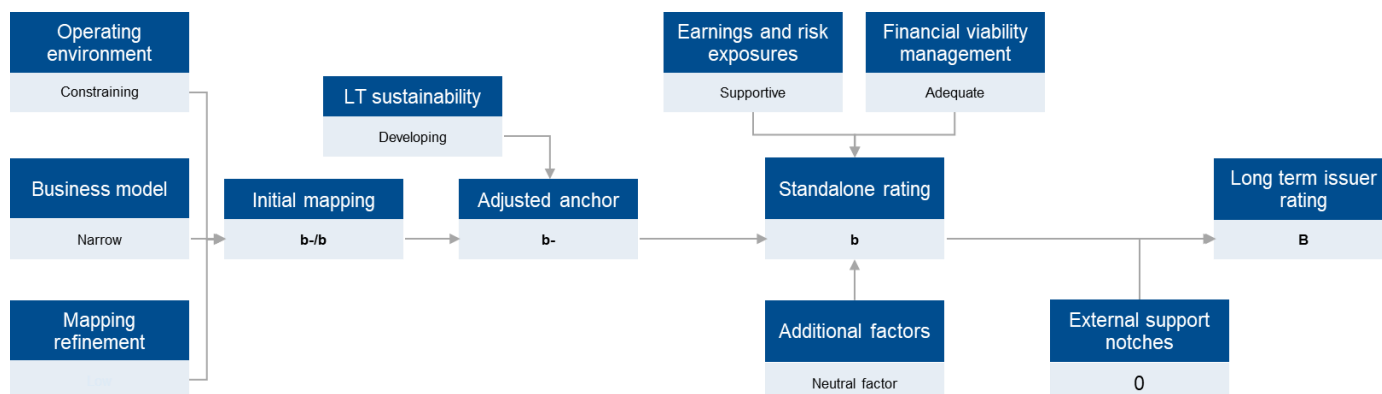 Operating
environment
Constraining
Business model
Narrow
Mapping
refinement
Initial mapping
b-/b
LT sustainability
Developing
Adjusted anchor
b-
Earnings and risk
exposures
Supportive
Financial viability
management
Adequate
Standalone rating
b
Additional factors
Neutral factor
External support
notches
0
Long term issuer
rating
B